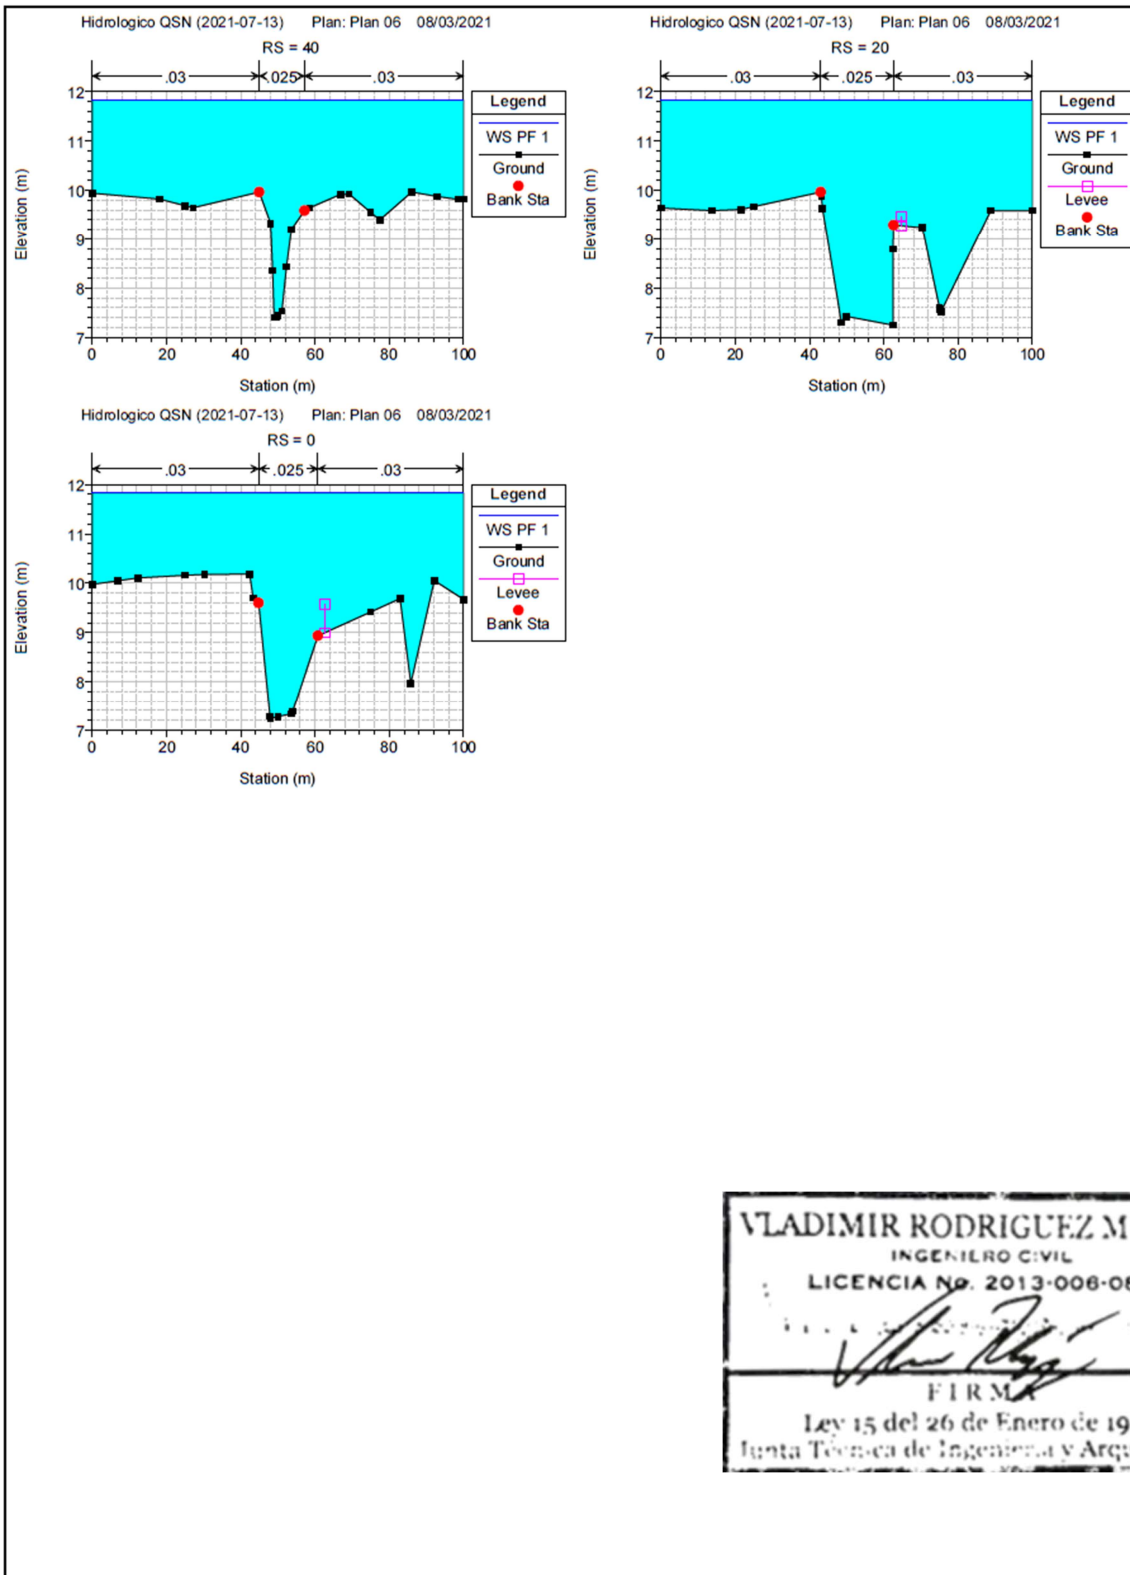 Hidrologico QSN (2021-07-13) Plan: Plan 06 08/03/2021
RS = 40
.03 .025 .03
12
11
10
9
8
7
Elevation (m)
0 20 40 60 80 100
Station (m)
Legend
WS PF 1
Ground
Bank Sta
Hidrologico QSN (2021-07-13) Plan: Plan 06 08/03/2021
RS = 20
.03 .025 .03
12
11
10
9
8
7
Elevation (m)
0 20 40 60 80 100
Station (m)
Legend
WS PF 1
Ground
Levee
Bank Sta
Hidrologico QSN (2021-07-13) Plan: Plan 06 08/03/2021
RS = 0
.03 .025 .03
12
11
10
9
8
7
Elevation (m)
0 20 40 60 80 100
Station (m)
Legend
WS PF 1
Ground
Levee
Bank Sta
VLADIMIR RODRIGUEZ M
INGENIERO CIVIL
LICENCIA No. 2013-006-08
FIRMA
Ley 15 del 26 de Enero de 19
Junta Técnica de Ingeniería y Arqu